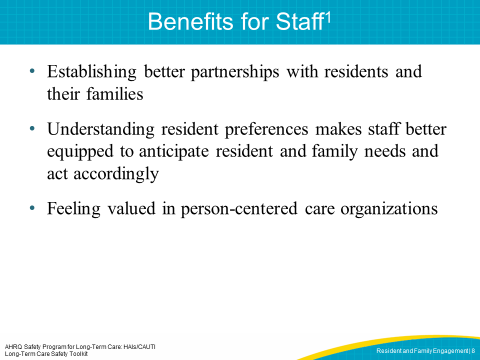 Benefits for Staff1
• Establishing better partnerships with residents and
their families
• Understanding resident preferences makes staff better
equipped to anticipate resident and family needs and
act accordingly
• Feeling valued in person-centered care organizations
AHRQ Safety Program for Long-Term Care: HAIs/CAUTI
Long-Term Care Safety Toolkit
Resident and Family Engagement | 8